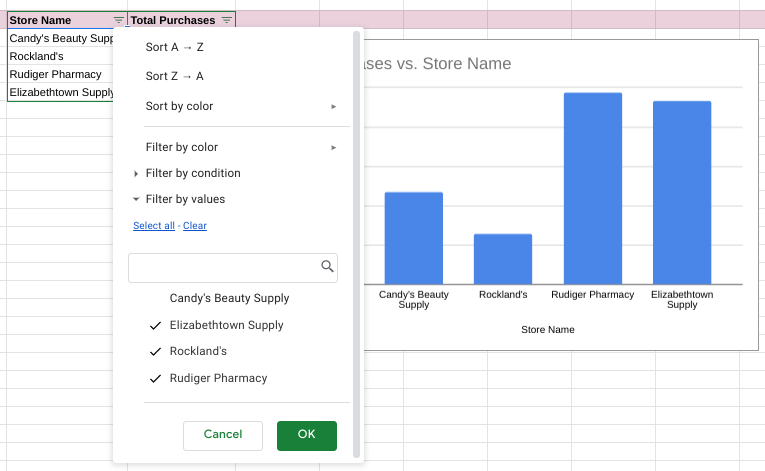 Store Name Total Purchases
Candy's Beauty Supp
Rockland's
Rudiger Pharmacy
Elizabethtown Supply
Sort A → Z
Sort Z → A
Sort by color
Filter by color
Filter by condition
Filter by values
Select all - Clear
Candy's Beauty Supply
Elizabethtown Supply
Rockland's
Rudiger Pharmacy
Cancel OK
ases vs. Store Name
Candy's Beauty
Supply
Rockland's
Rudiger Pharmacy
Elizabethtown
Supply
Store Name